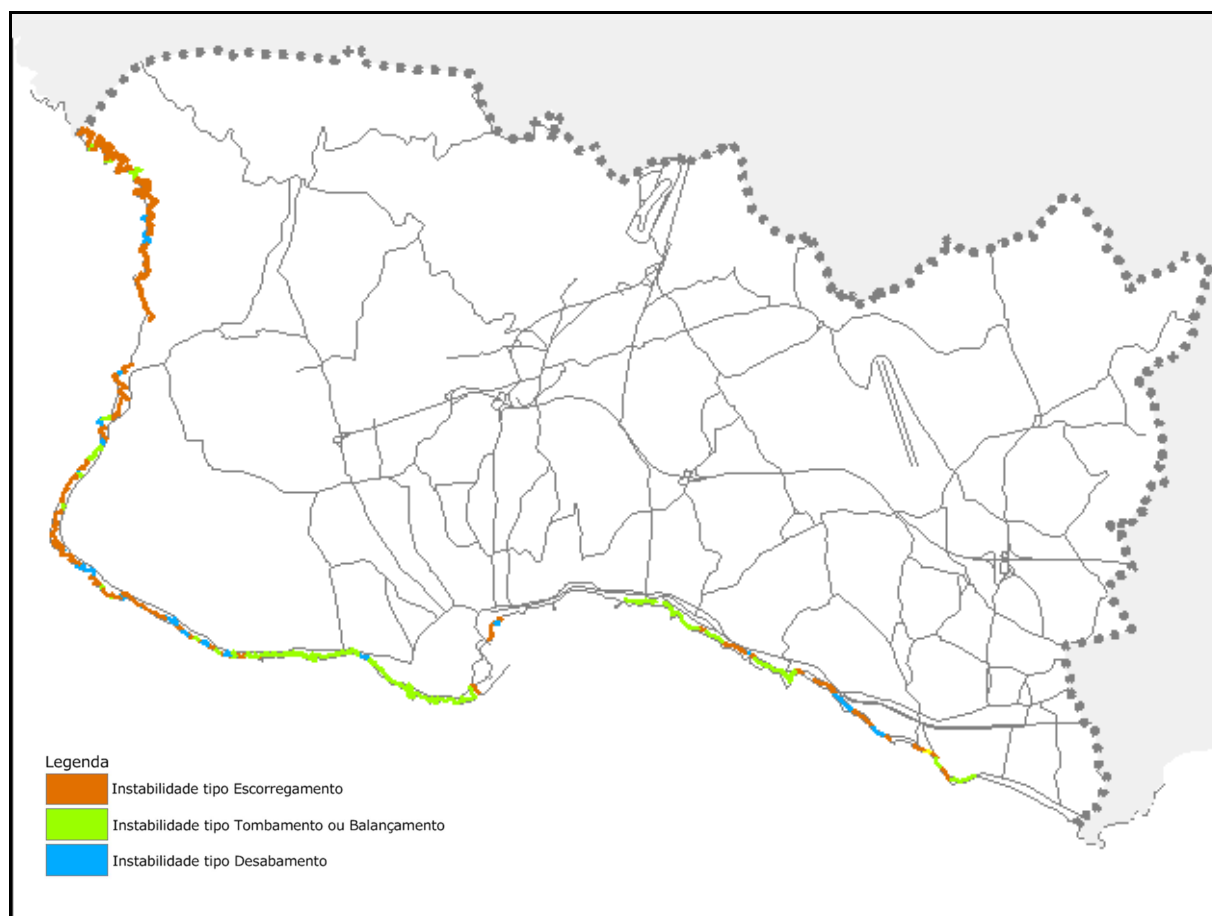 Legenda
Instabilidade tipo Escorregamento
Instabilidade tipo Tombamento ou Balançamento
Instabilidade tipo Desabamento